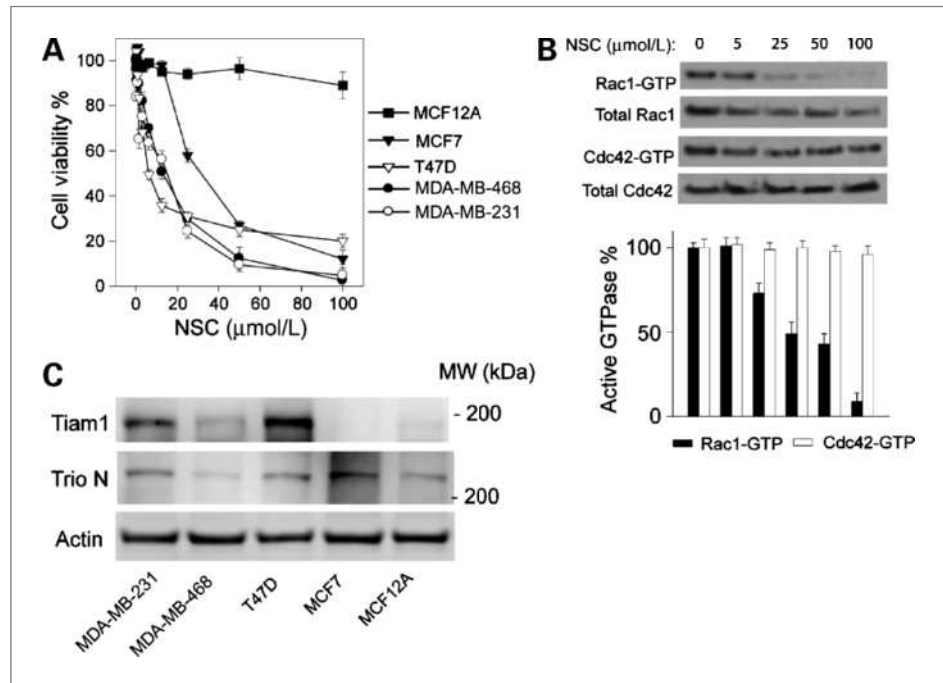 A
Cell viability %
100
80
60
40
20
0
0 20 40 60 80 100
NSC (μmol/L)
MCF12A
MCF7
T47D
MDA-MB-468
MDA-MB-231
B
NSC (μmol/L): 0 5 25 50 100
Rac1-GTP
Total Rac1
Cdc42-GTP
Total Cdc42
Active GTPase %
100
50
0
Rac1-GTP Cdc42-GTP
C
MW (kDa)
Tiam1
- 200
Trio N
- 200
Actin
MDA-MB-231
MDA-MB-468
T47D
MCF7
MCF12A